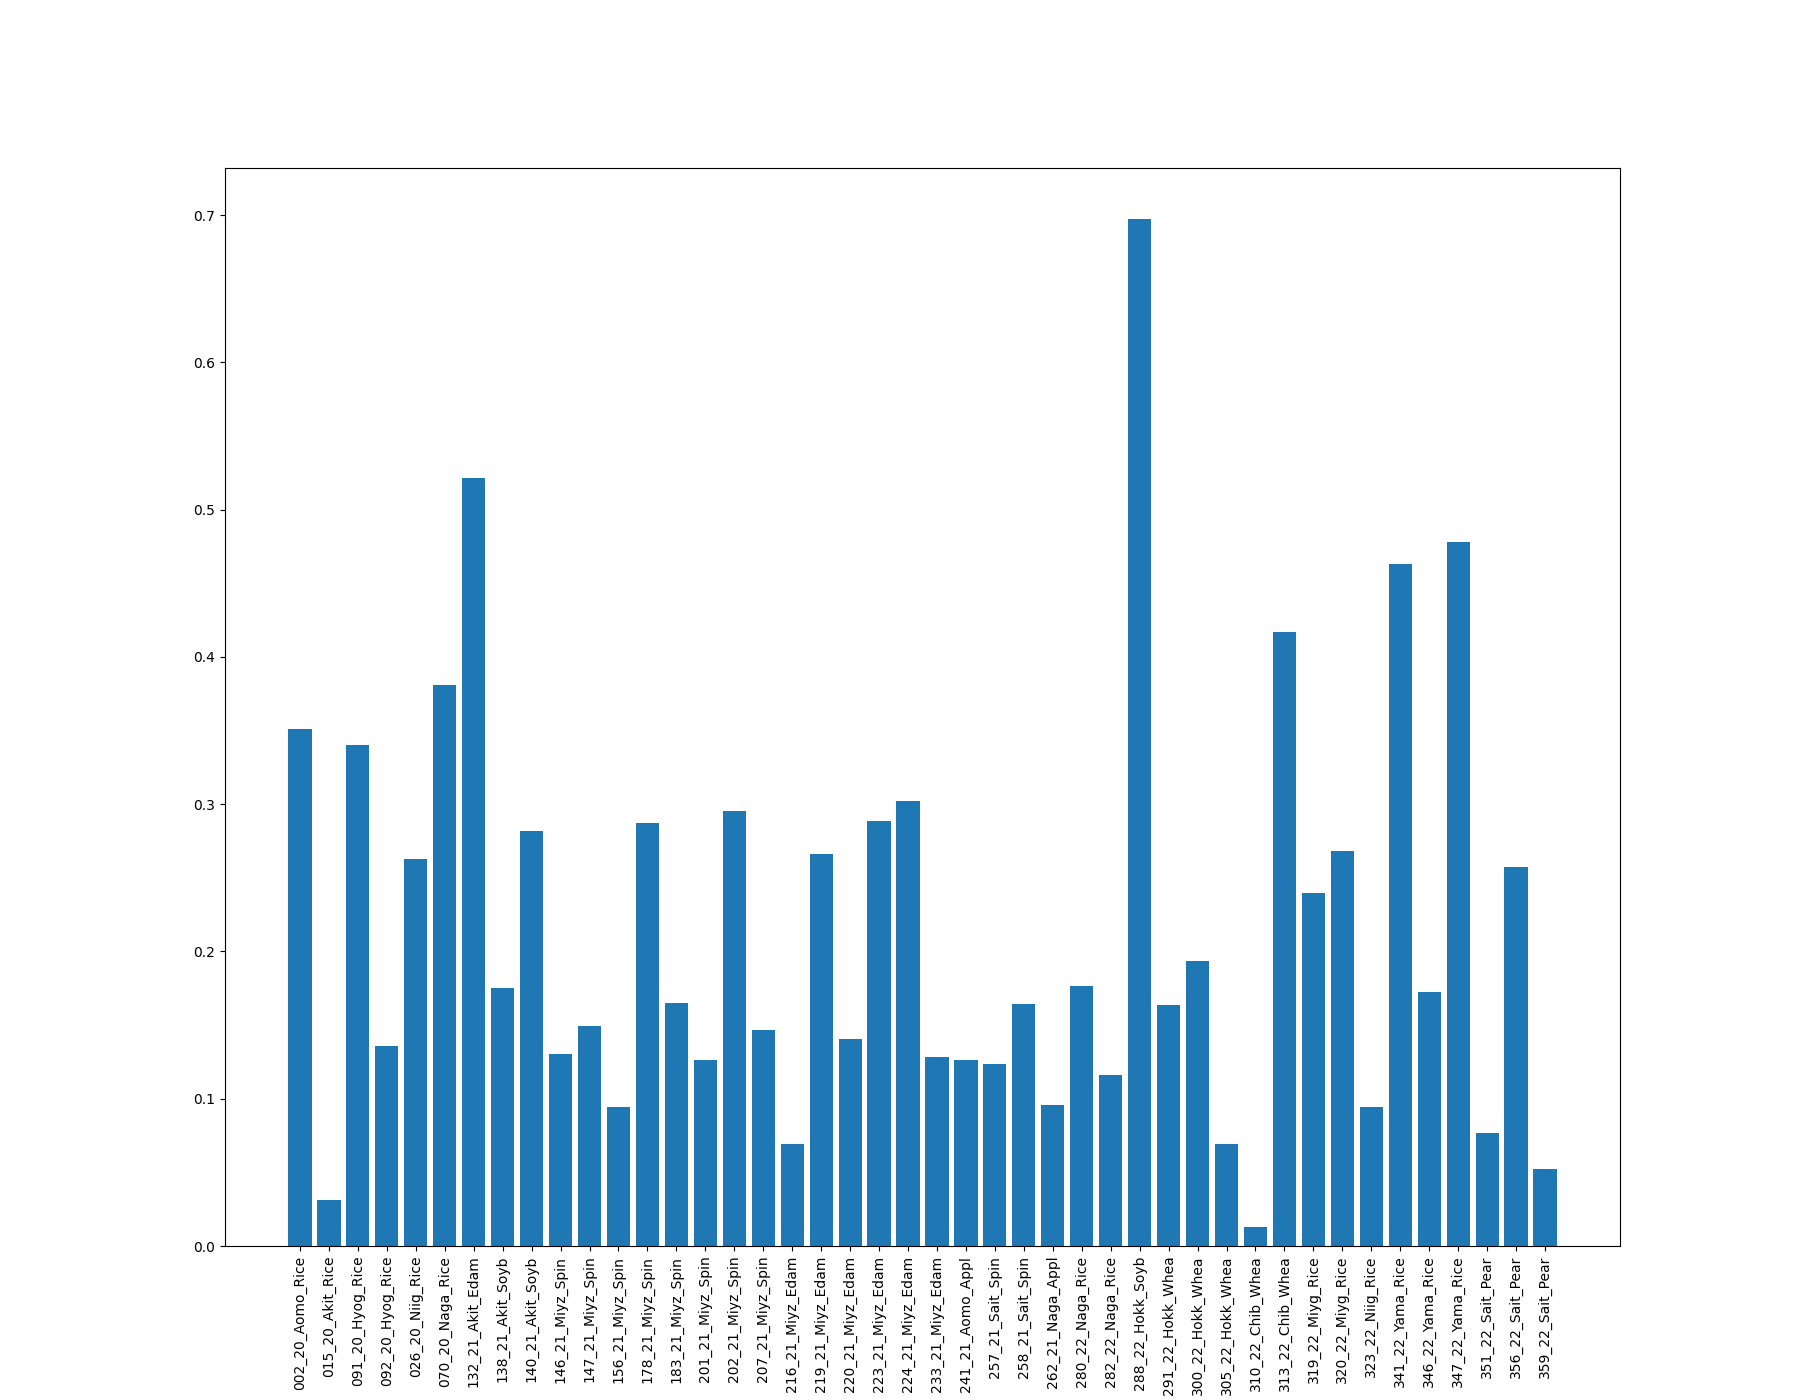 0.7
0.6
0.5
0.4
0.3
0.2
0.1
0.0
002_20_Aomo_Rice
015_20_Akit_Rice
091_20_Hyog_Rice
092_20_Hyog_Rice
026_20_Niig_Rice
070_20_Naga_Rice
132_21_Akit_Edam
138_21_Akit_Soyb
140_21_Akit_Soyb
146_21_Miyz_Spin
147_21_Miyz_Spin
156_21_Miyz_Spin
178_21_Miyz_Spin
183_21_Miyz_Spin
201_21_Miyz_Spin
202_21_Miyz_Spin
207_21_Miyz_Spin
216_21_Miyz_Edam
219_21_Miyz_Edam
220_21_Miyz_Edam
223_21_Miyz_Edam
224_21_Miyz_Edam
233_21_Miyz_Edam
241_21_Aomo_Appl
257_21_Sait_Spin
258_21_Sait_Spin
262_21_Naga_Appl
280_22_Naga_Rice
282_22_Naga_Rice
288_22_Hokk_Soyb
291_22_Hokk_Whea
300_22_Hokk_Whea
305_22_Hokk_Whea
310_22_Chib_Whea
313_22_Chib_Whea
319_22_Miyg_Rice
320_22_Miyg_Rice
323_22_Niig_Rice
341_22_Yama_Rice
346_22_Yama_Rice
347_22_Yama_Rice
351_22_Sait_Pear
356_22_Sait_Pear
359_22_Sait_Pear